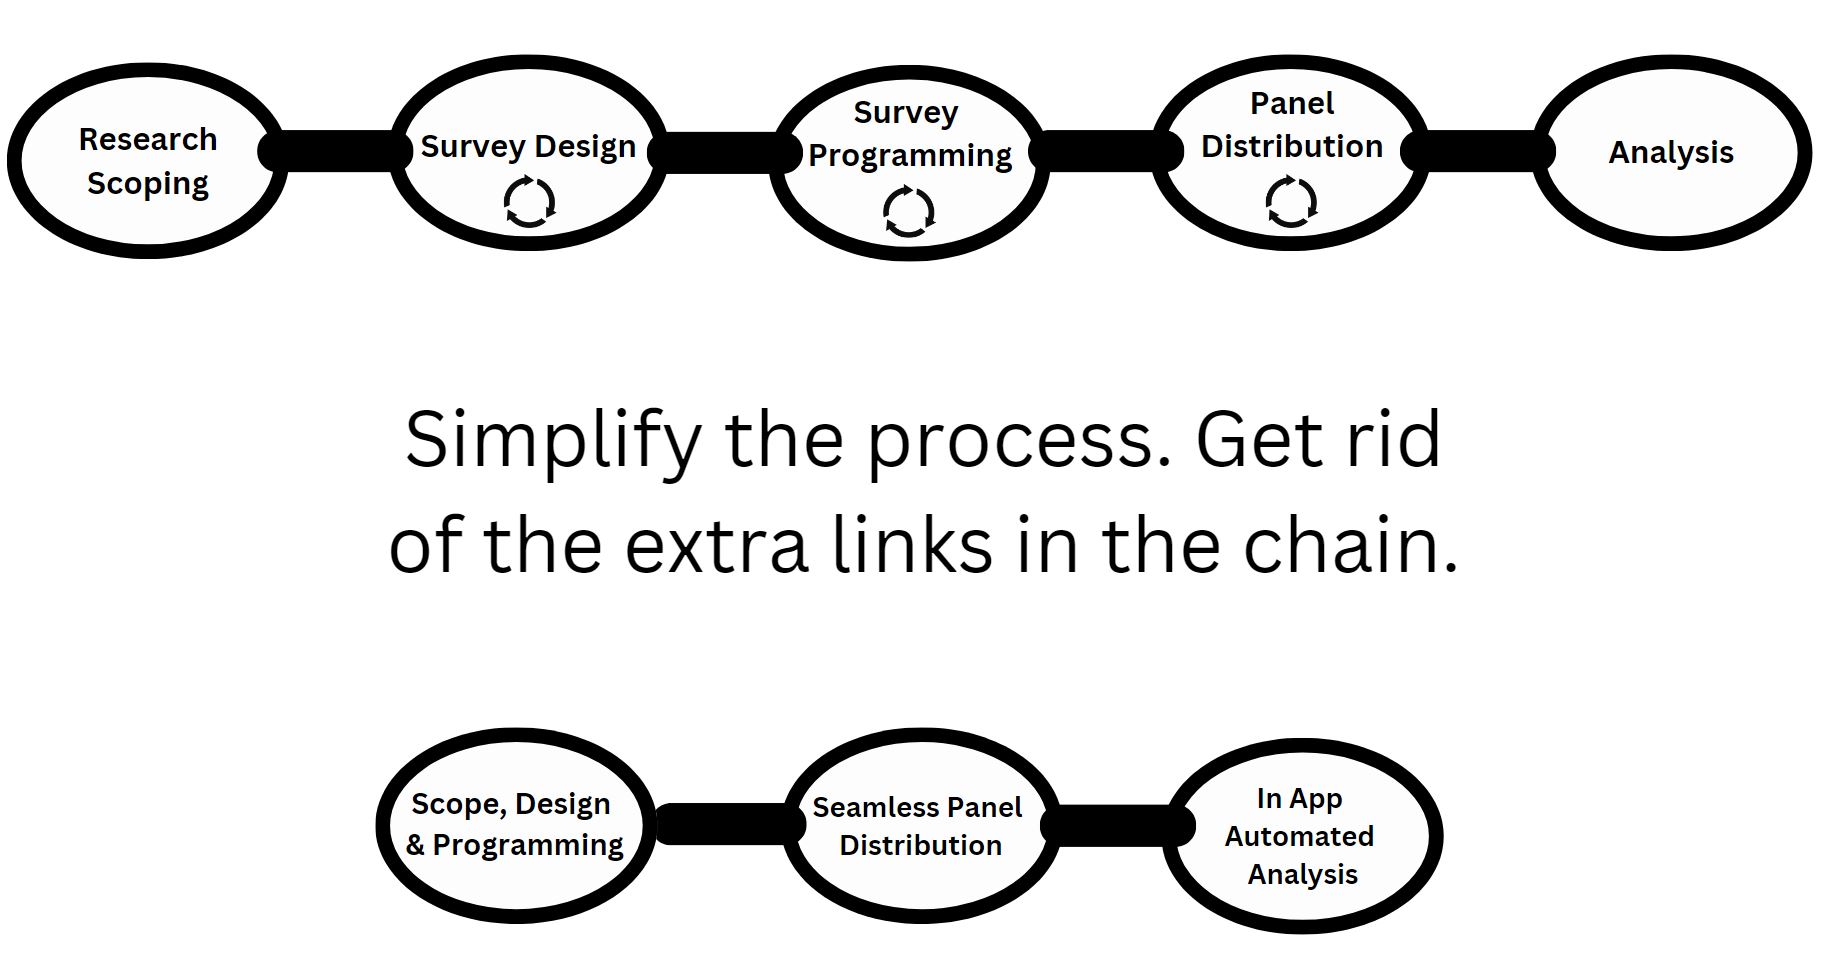 Research
Scoping
Survey Design
Survey
Programming
Panel
Distribution
Analysis
Simplify the process. Get rid
of the extra links in the chain.
Scope, Design
& Programming
Seamless Panel
Distribution
In App
Automated
Analysis